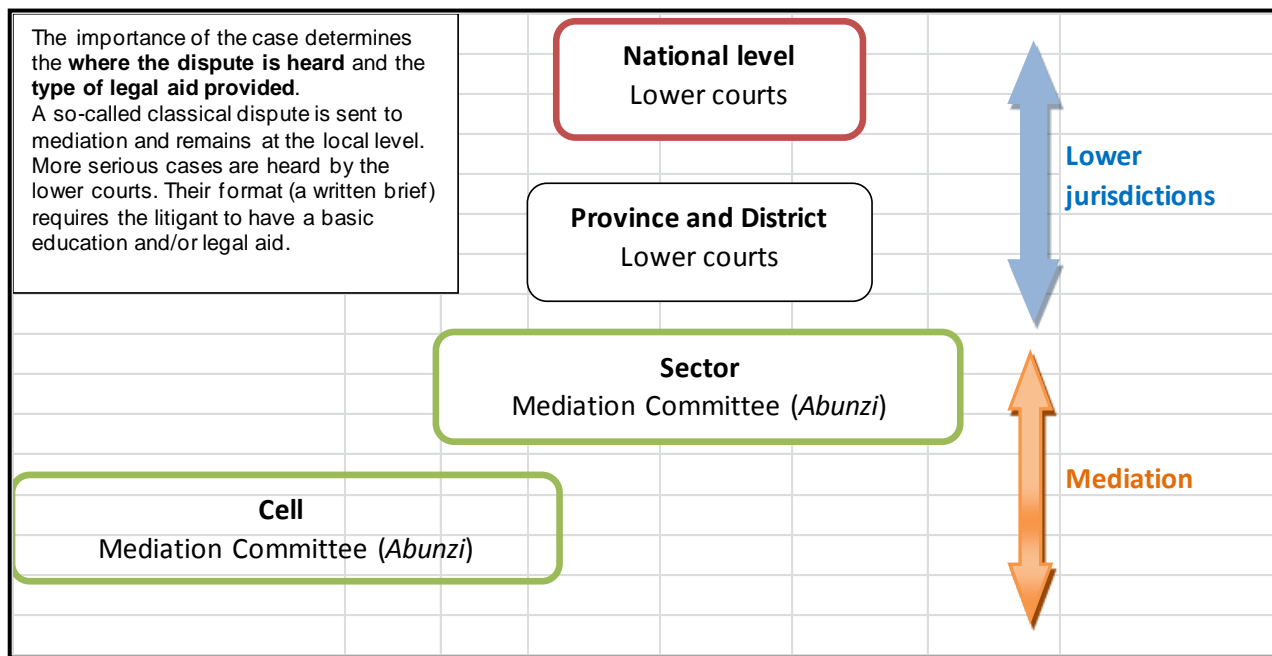 The importance of the case determines
the where the dispute is heard and the
type of legal aid provided.
A so-called classical dispute is sent to
mediation and remains at the local level.
More serious cases are heard by the
lower courts. Their format (a written brief)
requires the litigant to have a basic
education and/or legal aid.
National level
Lower courts
Lower
jurisdictions
Province and District
Lower courts
Sector
Mediation Committee (Abunzi)
Mediation
Cell
Mediation Committee (Abunzi)